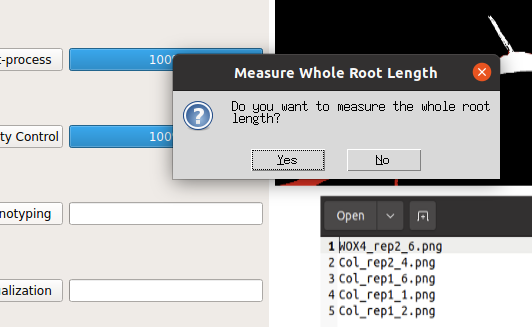 t-process
100
Measure Whole Root Length
Do you want to measure the whole root
length?
Yes
No
ty Control
100
notyping
alization
Open
1 WOX4_rep2_6.png
2 Col_rep2_4.png
3 Col_rep1_6.png
4 Col_rep1_1.png
5 Col_rep1_2.png